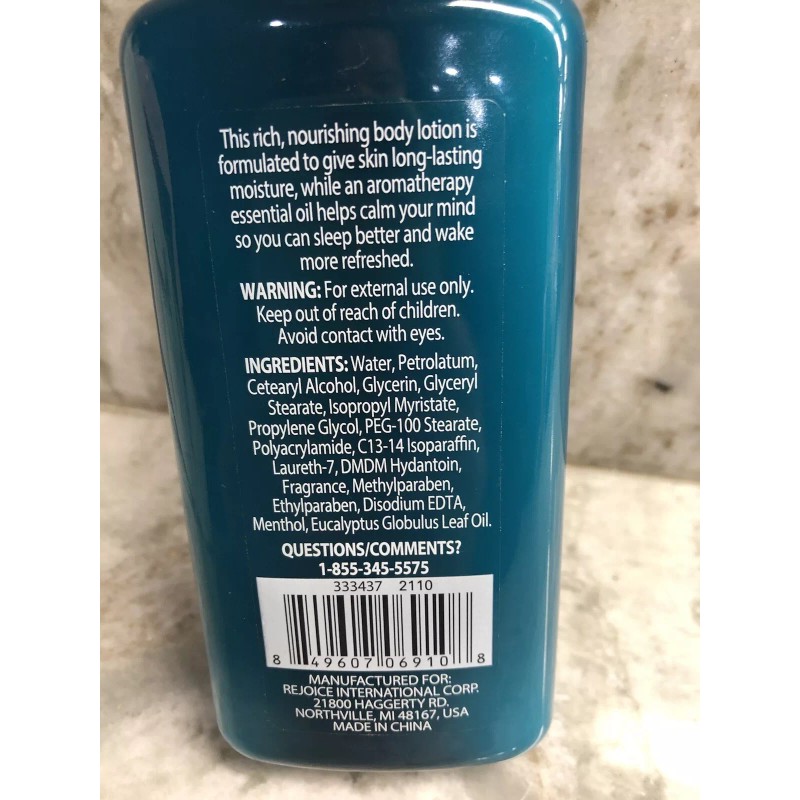 This rich, nourishing body lotion is
formulated to give skin long-lasting
moisture, while an aromatherapy
essential oil helps calm your mind
so you can sleep better and wake
more refreshed.
WARNING: For external use only.
Keep out of reach of children.
Avoid contact with eyes.
INGREDIENTS: Water, Petrolatum,
Cetearyl Alcohol, Glycerin, Glyceryl
Stearate, Isopropyl Myristate,
Propylene Glycol, PEG-100 Stearate,
Polyacrylamide, C13-14 Isoparaffin,
Laureth-7, DMDM Hydantoin,
Fragrance, Methylparaben,
Ethylparaben, Disodium EDTA,
Menthol, Eucalyptus Globulus Leaf Oil.
QUESTIONS/COMMENTS?
1-855-345-5575
333437 2110
8 49607 06910 8
MANUFACTURED FOR:
REJOICE INTERNATIONAL CORP.
21800 HAGGERTY RD.
NORTHVILLE, MI 48167, USA
MADE IN CHINA